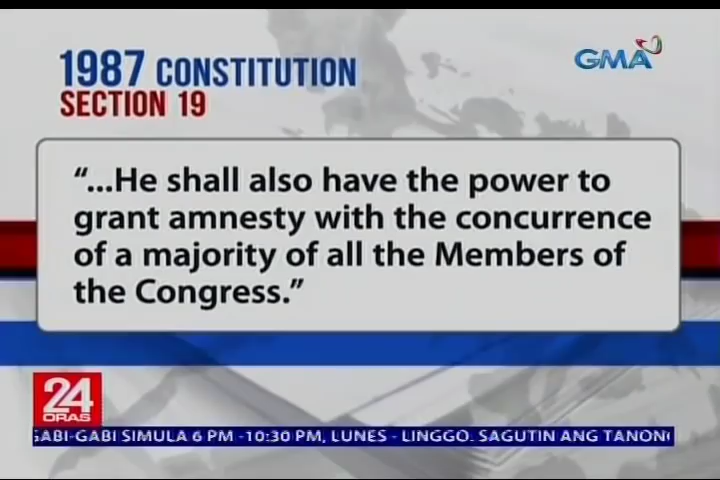 1987 CONSTITUTION
SECTION 19
GMA
“...He shall also have the power to
grant amnesty with the concurrence
of a majority of all the Members of
the Congress.”
24
ORAS
GABI-GABI SIMULA 6 PM -10:30 PM, LUNES - LINGGO. SAGUTIN ANG TANONG